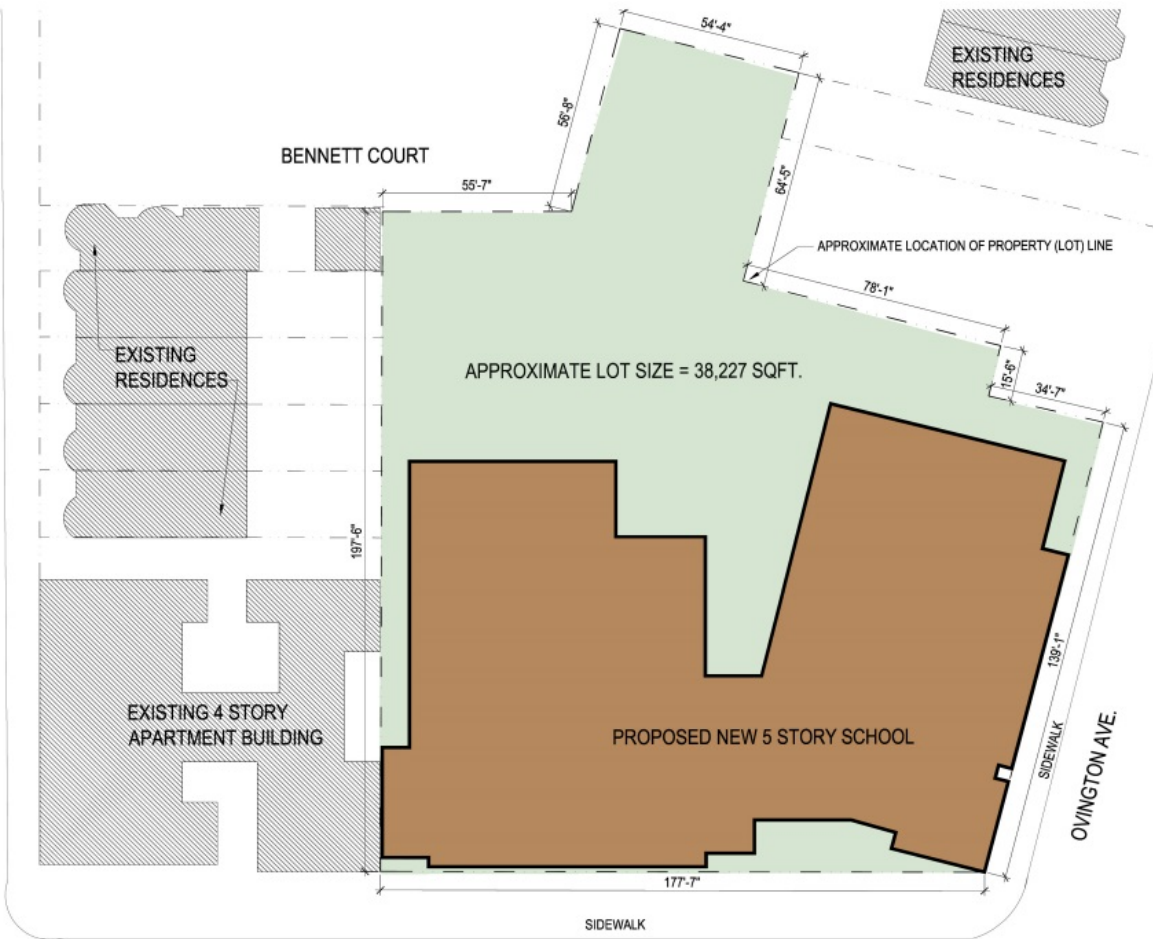 54'-4"
EXISTING
RESIDENCES
56'-8"
BENNETT COURT
55'-7"
64'-5"
APPROXIMATE LOCATION OF PROPERTY (LOT) LINE
78'-1"
EXISTING
RESIDENCES
APPROXIMATE LOT SIZE = 38,227 SQFT.
15'-6"
34'-7"
197'-6"
139'-1"
EXISTING 4 STORY
APARTMENT BUILDING
PROPOSED NEW 5 STORY SCHOOL
SIDEWALK
OVINGTON AVE.
177'-7"
SIDEWALK